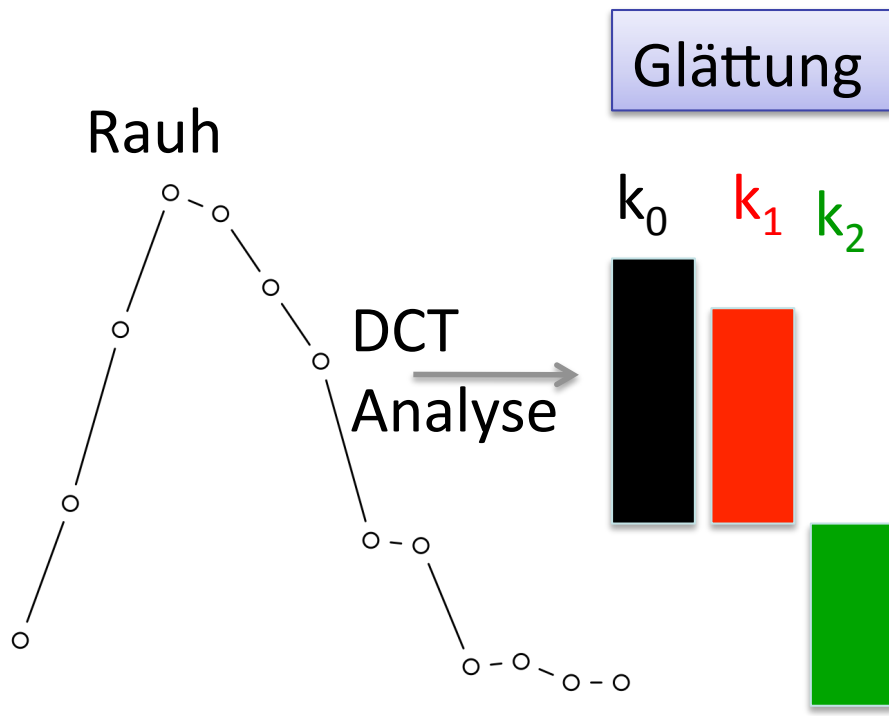 Glättung
Rauh
k₀
k₁
k₂
DCT
Analyse